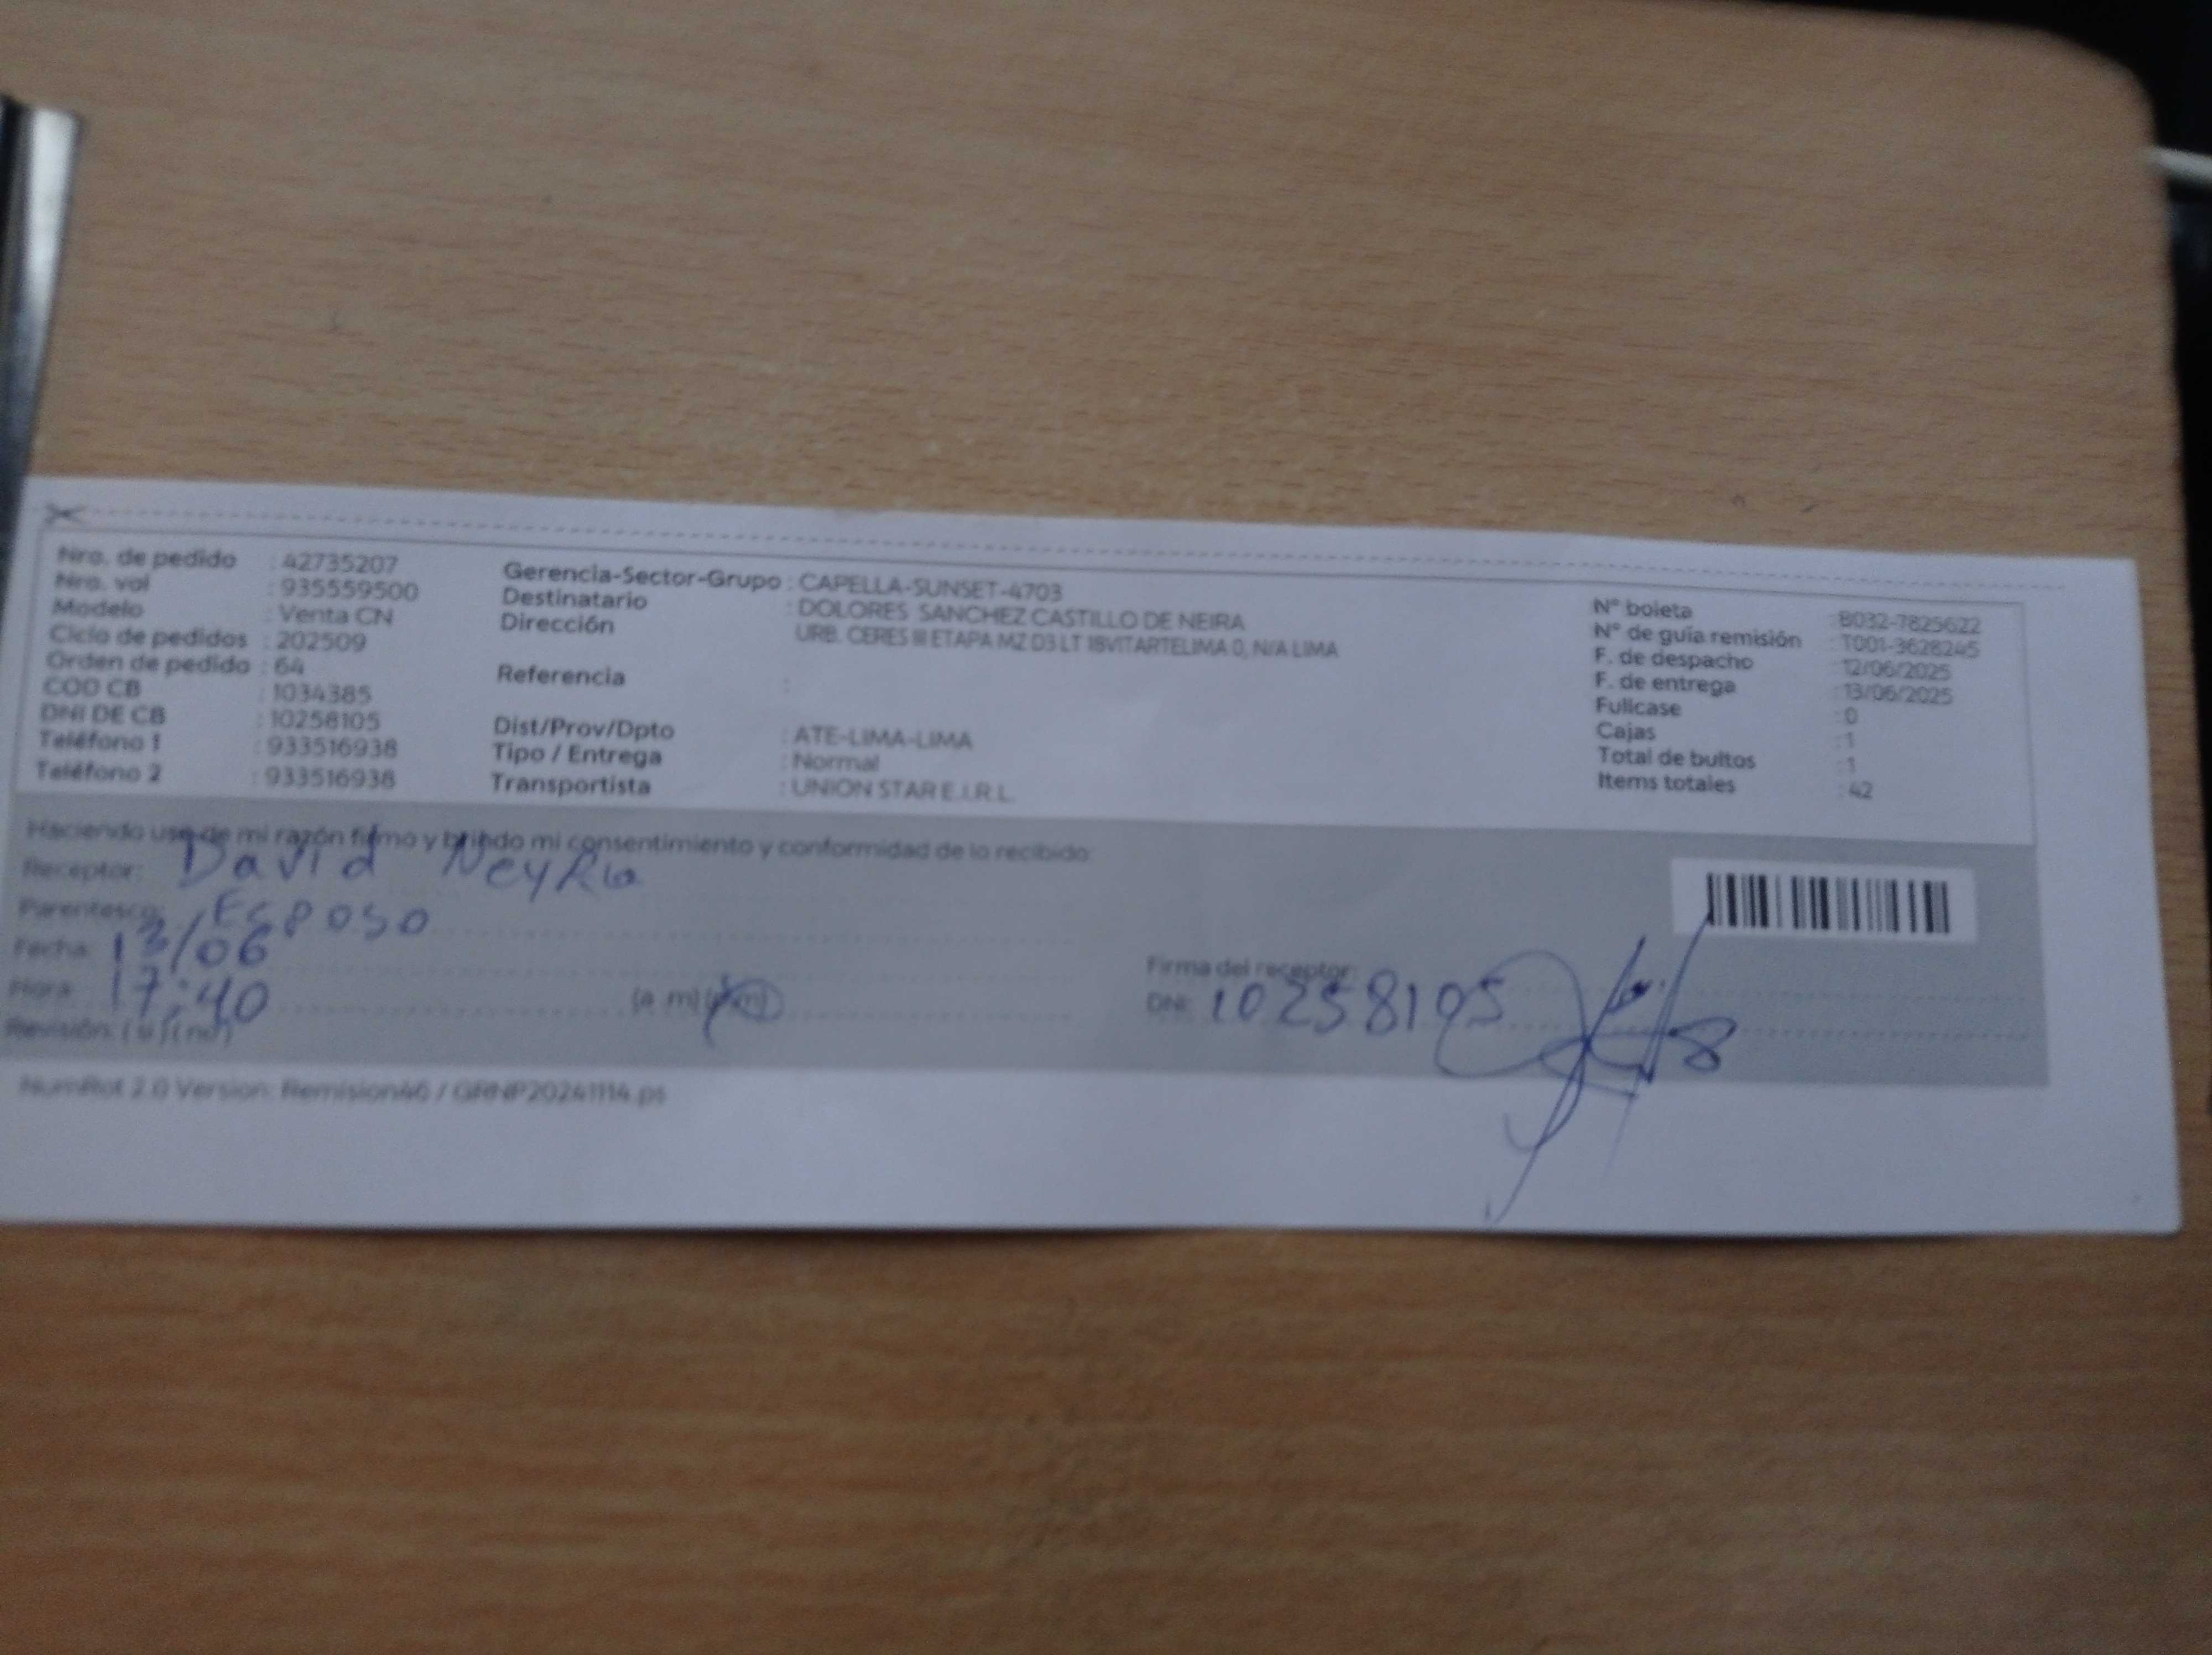 Nro. de pedido : 42735207
Nro. val : 935559500
Modelo : Venta CN
Ciclo de pedidos : 202509
Orden de pedido : 64
COD CB : 1034385
DNI DE CB : 10258105
Teléfono 1 : 933516938
Teléfono 2 : 933516938
Gerencia-Sector-Grupo : CAPELLA-SUNSET-4703
Destinatario : DOLORES SANCHEZ CASTILLO DE NEIRA
Dirección URB. CERES III ETAPA MZ D3 LT 18VITARTELIMA 0, N/A LIMA
Referencia :
Dist/Prov/Dpto : ATE-LIMA-LIMA
Tipo / Entrega : Normal
Transportista : UNION STAR E.I.R.L.
N° boleta : B032-7825622
N° de guía remisión : T001-3628245
F. de despacho : 12/06/2025
F. de entrega : 13/06/2025
Fullcase : 0
Cajas : 1
Total de bultos : 1
Items totales : 42
Haciendo uso de mi razón firmo y brindo mi consentimiento y conformidad de lo recibido:
Receptor: David Neyra
Parentesco: Esposo
Fecha: 13/06
Hora: 17:40 (a.m) (p.m)
Revisión: (si) (no)
Firma del receptor:
DNI: 10258105
NumRot 2.0 Version: Remision46 / GRNP20241114.ps